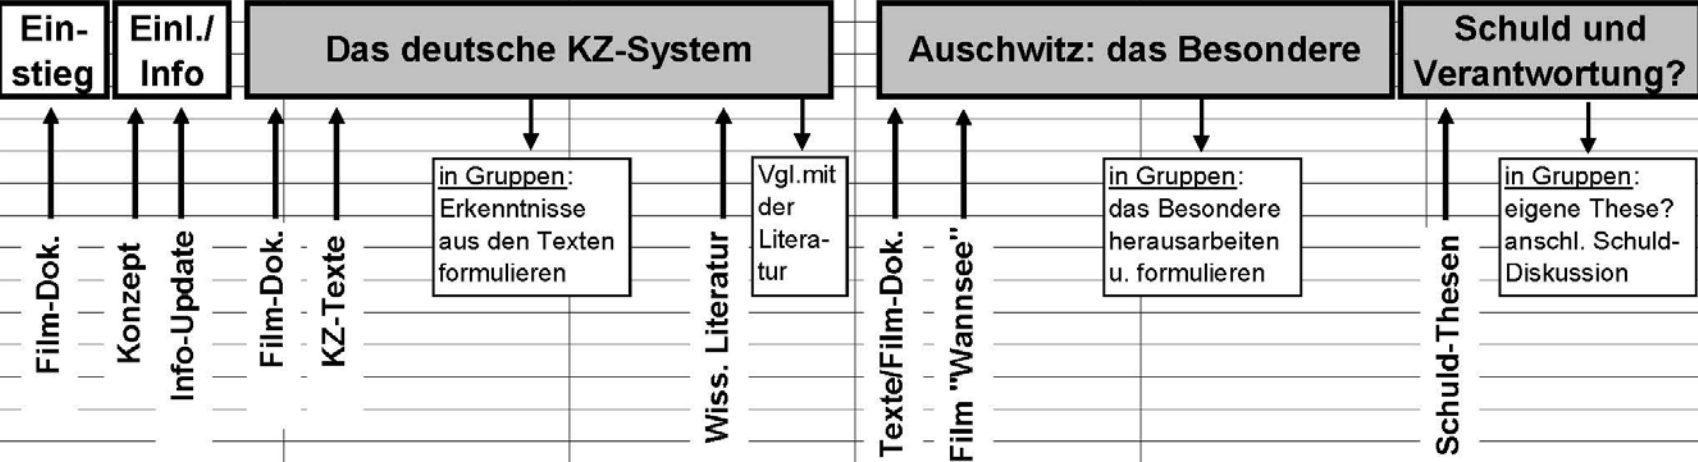 Ein-
stieg
Einl./
Info
Das deutsche KZ-System
Auschwitz: das Besondere
Schuld und
Verantwortung?
in Gruppen:
Erkenntnisse
aus den Texten
formulieren
Vgl.mit
der
Litera-
tur
in Gruppen:
das Besondere
herausarbeiten
u. formulieren
in Gruppen:
eigene These?
anschl. Schuld-
Diskussion
Film-Dok.
Konzept
Info-Update
Film-Dok.
KZ-Texte
Wiss. Literatur
Texte/Film-Dok.
Film "Wannsee"
Schuld-Thesen